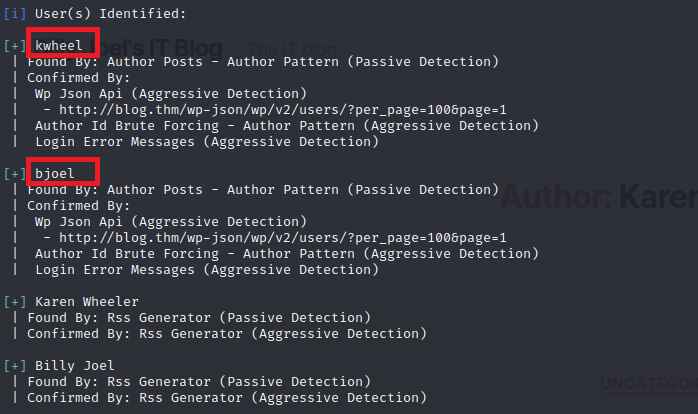 [i] User(s) Identified:
[+] kwheel
| Found By: Author Posts - Author Pattern (Passive Detection)
| Confirmed By:
|  Wp Json Api (Aggressive Detection)
|   - http://blog.thm/wp-json/wp/v2/users/?per_page=100&page=1
|  Author Id Brute Forcing - Author Pattern (Aggressive Detection)
|  Login Error Messages (Aggressive Detection)
[+] bjoel
| Found By: Author Posts - Author Pattern (Passive Detection)
| Confirmed By:
|  Wp Json Api (Aggressive Detection)
|   - http://blog.thm/wp-json/wp/v2/users/?per_page=100&page=1
|  Author Id Brute Forcing - Author Pattern (Aggressive Detection)
|  Login Error Messages (Aggressive Detection)
[+] Karen Wheeler
| Found By: Rss Generator (Passive Detection)
| Confirmed By: Rss Generator (Aggressive Detection)
[+] Billy Joel
| Found By: Rss Generator (Passive Detection)
| Confirmed By: Rss Generator (Aggressive Detection)
Joel's IT Blog
The IT blog
Author: Karen
UNCATEGOR